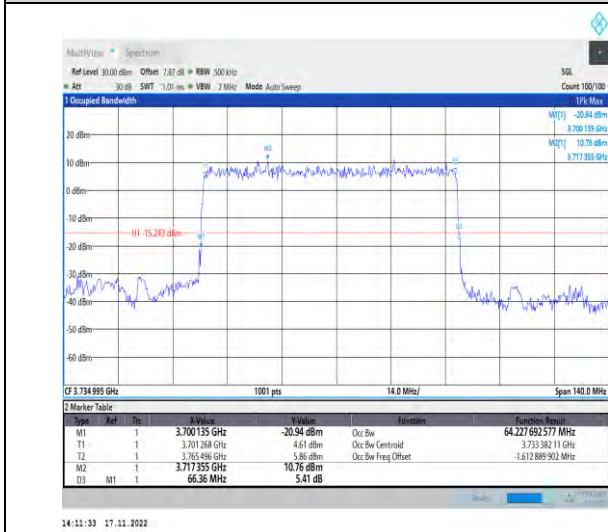 MultiView Spectrum
Ref Level 30.00 dBm Offset 7.87 dB RBW 500 kHz SGL
Att 30 dB SWT 1.01 ms VBW 2 MHz Mode Auto Sweep Count 100/100
1 Occupied Bandwidth 1Pk Max
M1[1] -20.94 dBm
3.700 135 GHz
M2[1] 10.76 dBm
3.717 355 GHz
20 dBm
M2
10 dBm
0 dBm
-10 dBm
H1 -15.243 dBm
M1
D3
-20 dBm
-30 dBm
-40 dBm
-50 dBm
-60 dBm
CF 3.734 995 GHz 1001 pts 14.0 MHz/ Span 140.0 MHz
2 Marker Table
Type Ref Trc X-Value Y-Value Function Function Result
M1 1 3.700 135 GHz -20.94 dBm Occ Bw 64.227 692 577 MHz
T1 1 3.701 268 GHz 4.61 dBm Occ Bw Centroid 3.733 382 11 GHz
T2 1 3.765 496 GHz 5.86 dBm Occ Bw Freq Offset -1.612 889 902 MHz
M2 1 3.717 355 GHz 10.76 dBm
D3 M1 1 66.36 MHz 5.41 dB
14:11:33 17.11.2022